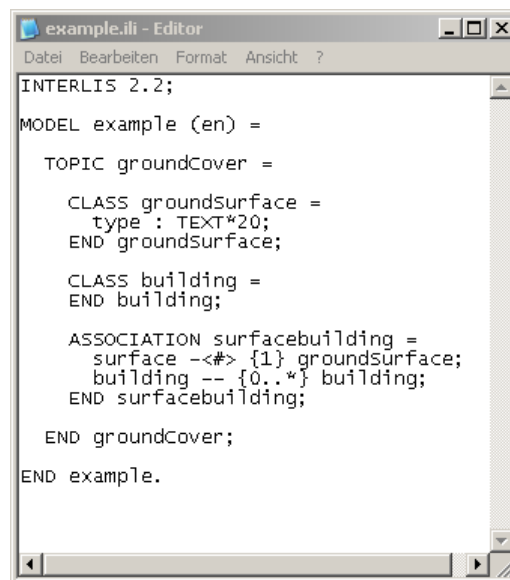 example.ili - Editor
Datei Bearbeiten Format Ansicht ?
INTERLIS 2.2;
MODEL example (en) =
TOPIC groundCover =
CLASS groundSurface =
type : TEXT*20;
END groundSurface;
CLASS building =
END building;
ASSOCIATION surfacebuilding =
surface -<#> {1} groundSurface;
building -- {0..*} building;
END surfacebuilding;
END groundCover;
END example.